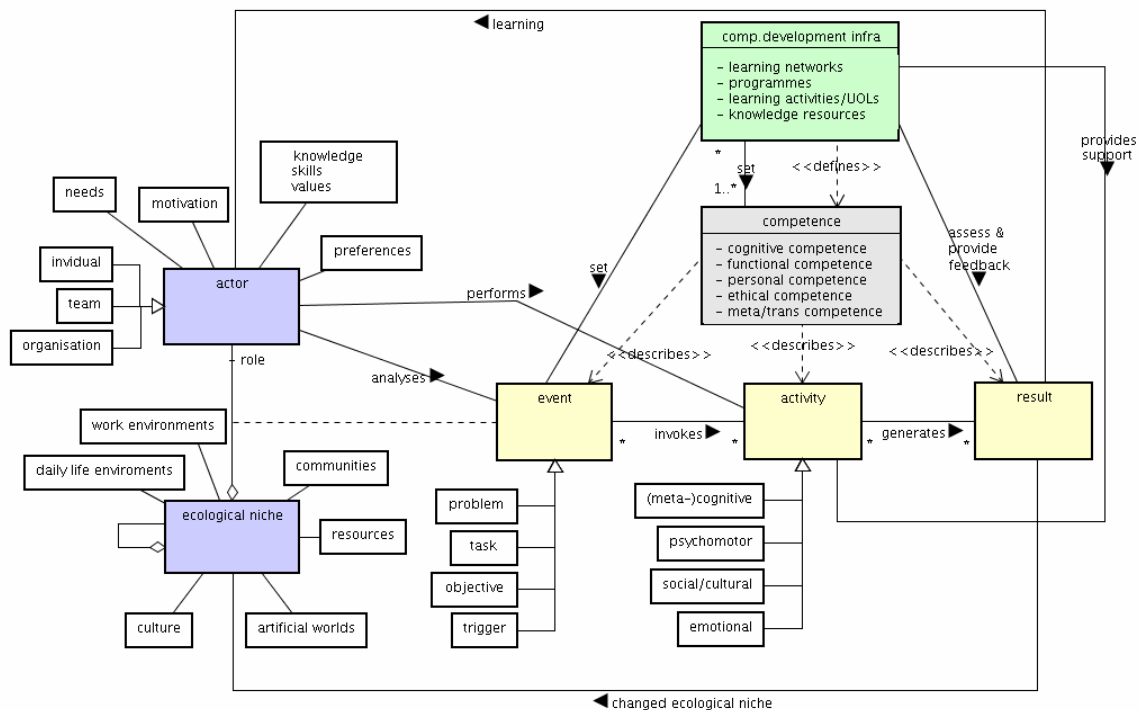 learning
comp.development infra
- learning networks
- programmes
- learning activities/UOLs
- knowledge resources
provides
support
*
set
1..*
<<defines>>
knowledge
skills
values
needs
motivation
preferences
invidual
team
organisation
actor
- role
competence
- cognitive competence
- functional competence
- personal competence
- ethical competence
- meta/trans competence
assess &
provide
feedback
set
performs
analyses
<<describes>>
<<describes>>
<<describes>>
event
activity
result
*
invokes
*
*
generates
*
work environments
daily life enviroments
communities
ecological niche
resources
culture
artificial worlds
problem
task
objective
trigger
(meta-)cognitive
psychomotor
social/cultural
emotional
changed ecological niche